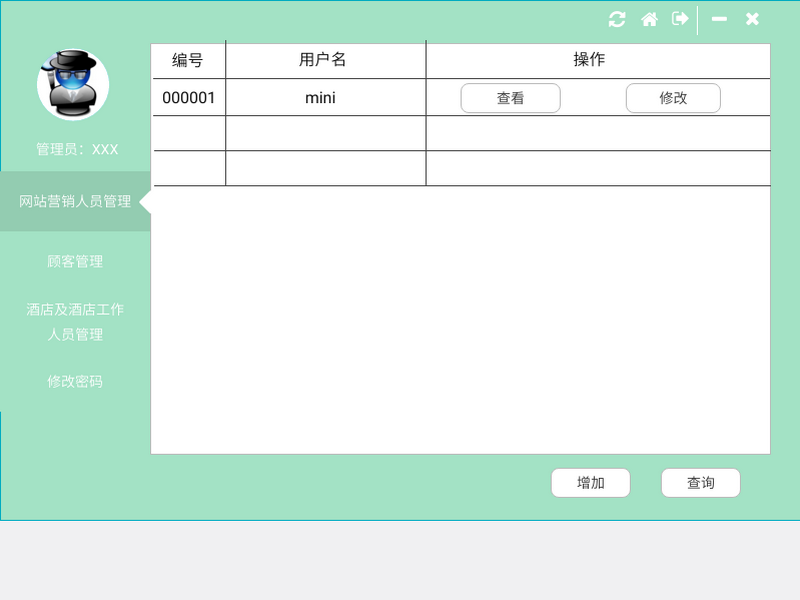 编号 用户名 操作
000001 mini 查看 修改
管理员：XXX
网站营销人员管理
顾客管理
酒店及酒店工作
人员管理
修改密码
增加 查询